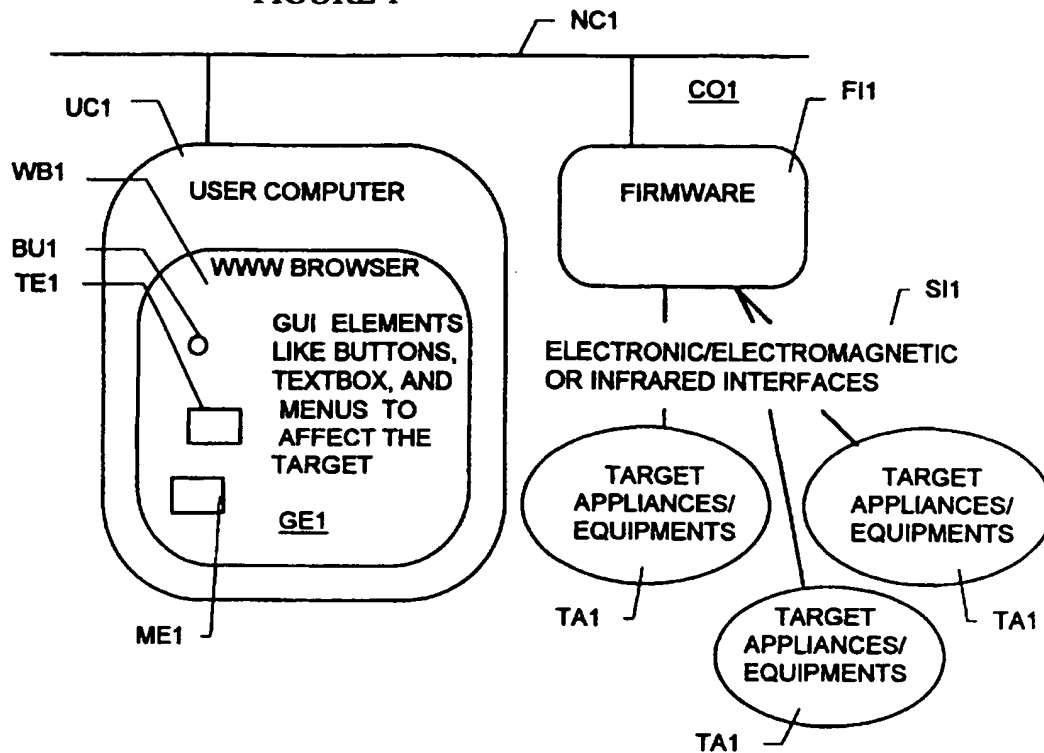 FIGURE 1
NC1
CO1
FI1
UC1
WB1
USER COMPUTER
FIRMWARE
BU1
TE1
WWW BROWSER
SI1
GUI ELEMENTS
LIKE BUTTONS,
TEXTBOX, AND
MENUS TO
AFFECT THE
TARGET
GE1
ELECTRONIC/ELECTROMAGNETIC
OR INFRARED INTERFACES
TARGET
APPLIANCES/
EQUIPMENTS
TARGET
APPLIANCES/
EQUIPMENTS
ME1
TA1
TARGET
APPLIANCES/
EQUIPMENTS
TA1
TA1